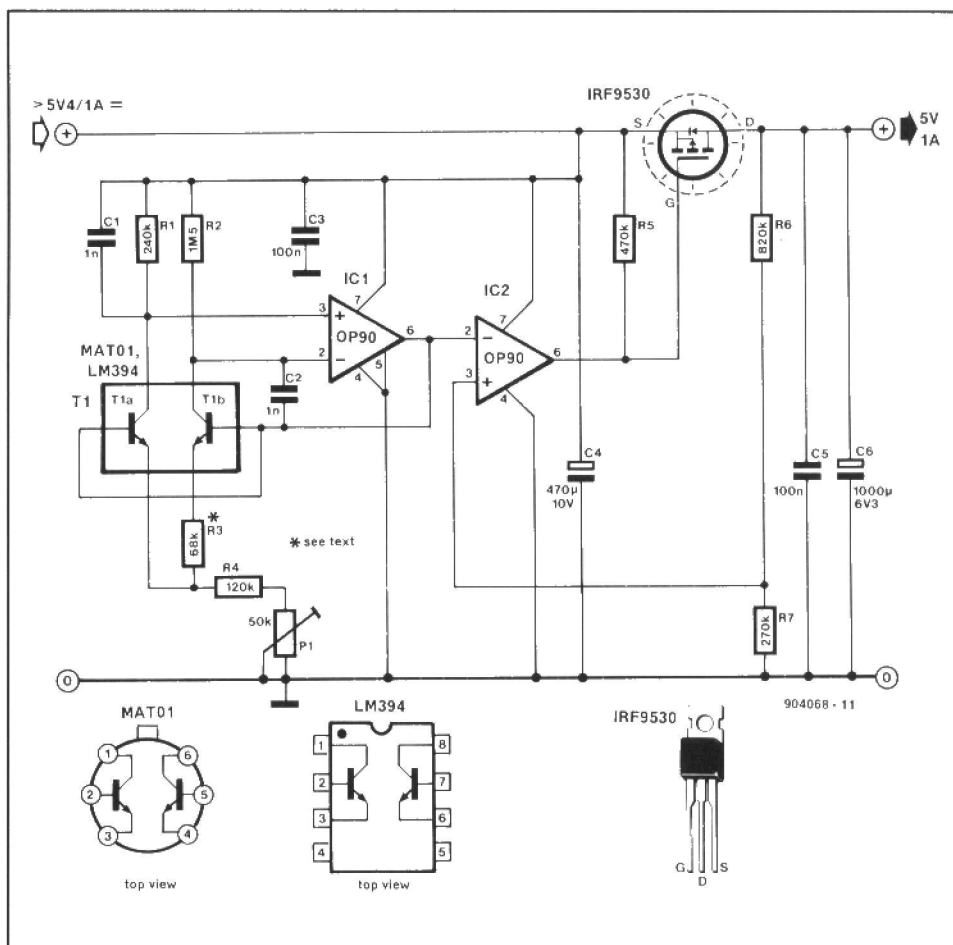 > 5V4/1A =
+
IRF9530
S
D
G
+
5V
1A
C1
1n
R1
240k
R2
1M5
C3
100n
R5
470k
R6
820k
IC1
3
+
7
OP90
2
−
4
5
6
IC2
2
−
7
OP90
3
+
4
6
MAT01,
LM394
T1
T1a
T1b
C2
1n
C4
470µ
10V
C5
100n
C6
1000µ
6V3
*
R3
68k
* see text
R4
120k
50k
P1
R7
270k
0
0
904068 - 11
MAT01
1
6
2
5
3
4
top view
LM394
1
8
2
7
3
6
4
5
top view
IRF9530
G
D
S